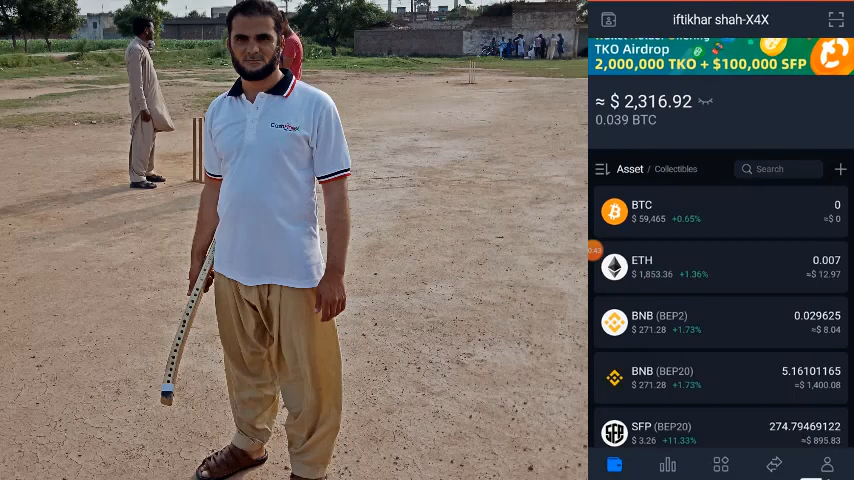 iftikhar shah-X4X
TKO Airdrop
2,000,000 TKO + $100,000 SFP
≈ $ 2,316.92
0.039 BTC
Asset / Collectibles
Search
BTC
0
$ 59,465 +0.65%
≈$ 0
0:43
ETH
0.007
$ 1,853.36 +1.36%
≈$ 12.97
BNB (BEP2)
0.029625
$ 271.28 +1.73%
≈$ 8.04
BNB (BEP20)
5.16101165
$ 271.28 +1.73%
≈$ 1,400.08
SFP
SFP (BEP20)
274.79469122
$ 3.26 +11.33%
≈$ 895.83